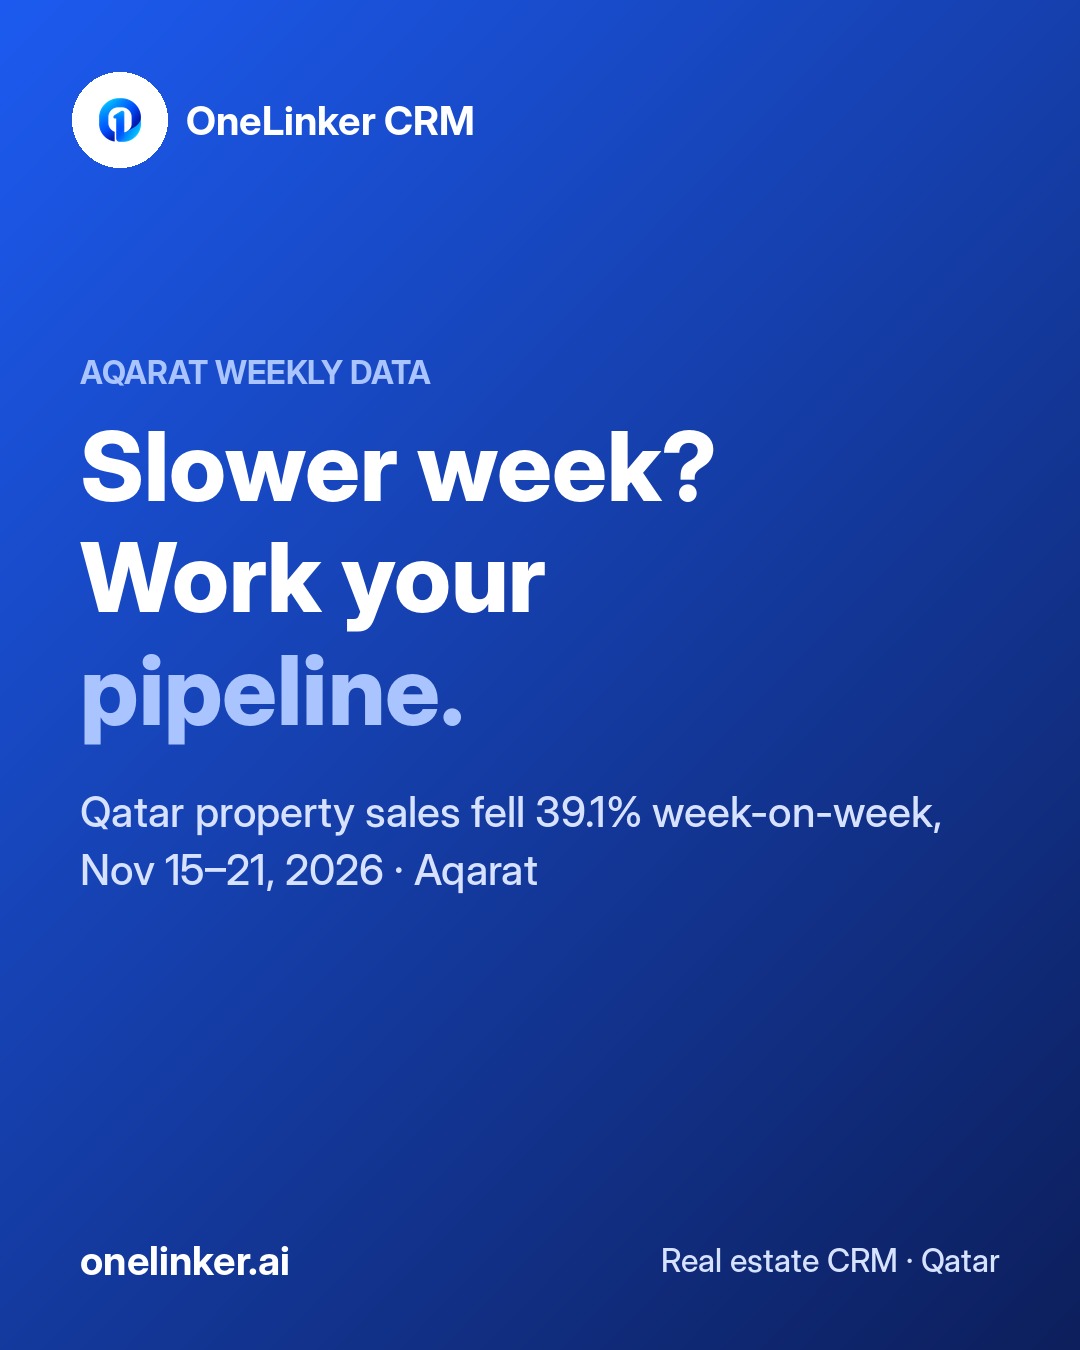 OneLinker CRM
AQARAT WEEKLY DATA
Slower week?
Work your
pipeline.
Qatar property sales fell 39.1% week-on-week,
Nov 15–21, 2026 · Aqarat
onelinker.ai
Real estate CRM · Qatar